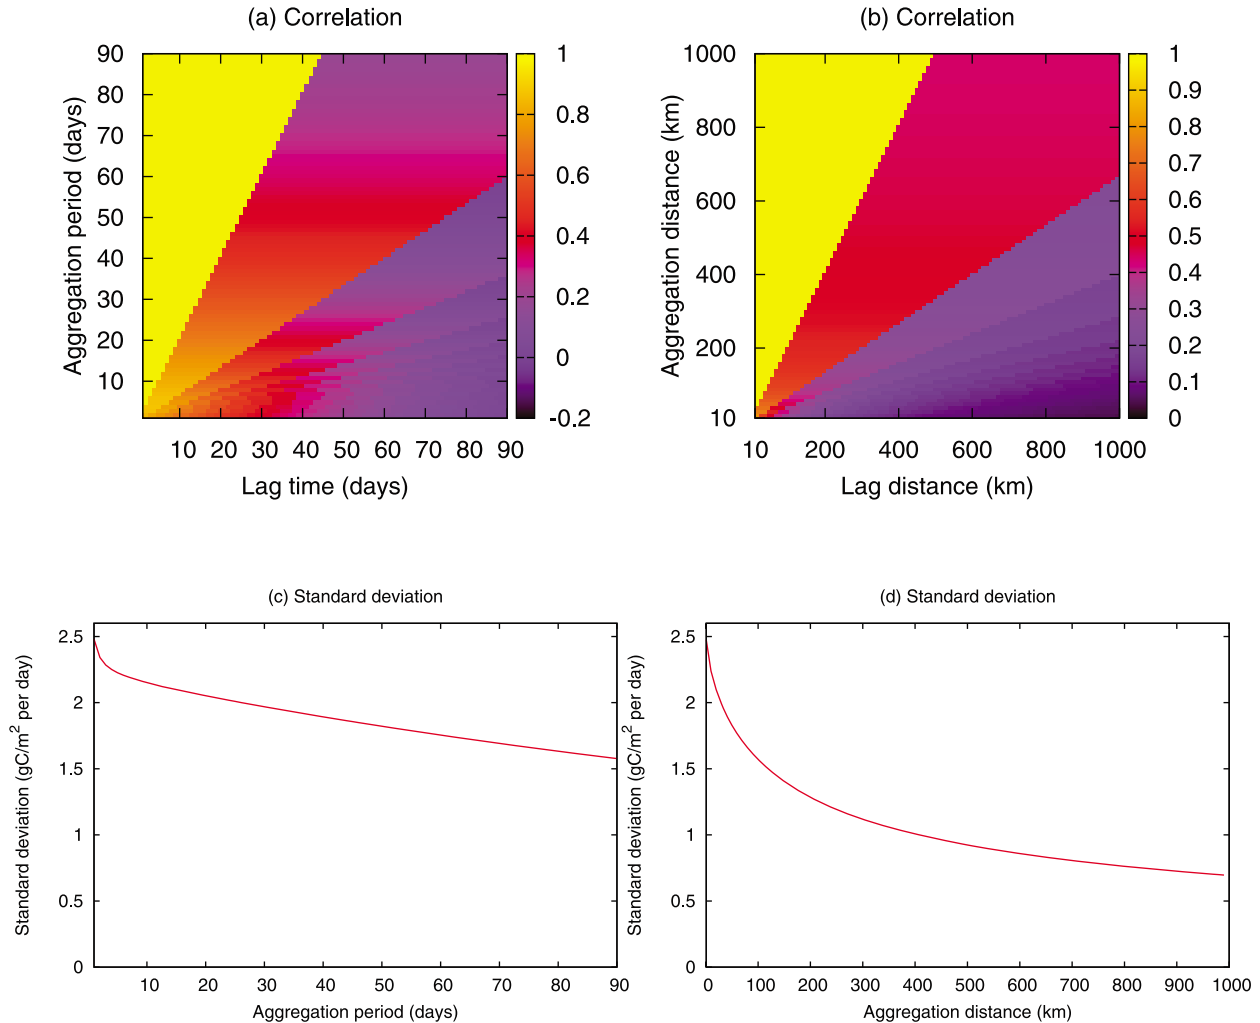 (a) Correlation
Aggregation period (days)
90
80
70
60
50
40
30
20
10
10 20 30 40 50 60 70 80 90
Lag time (days)
1
0.8
0.6
0.4
0.2
0
-0.2
(b) Correlation
Aggregation distance (km)
1000
800
600
400
200
10
10 200 400 600 800 1000
Lag distance (km)
1
0.9
0.8
0.7
0.6
0.5
0.4
0.3
0.2
0.1
0
(c) Standard deviation
Standard deviation (gC/m² per day)
2.5
2
1.5
1
0.5
0
10 20 30 40 50 60 70 80 90
Aggregation period (days)
(d) Standard deviation
Standard deviation (gC/m² per day)
2.5
2
1.5
1
0.5
0
0 100 200 300 400 500 600 700 800 900 1000
Aggregation distance (km)